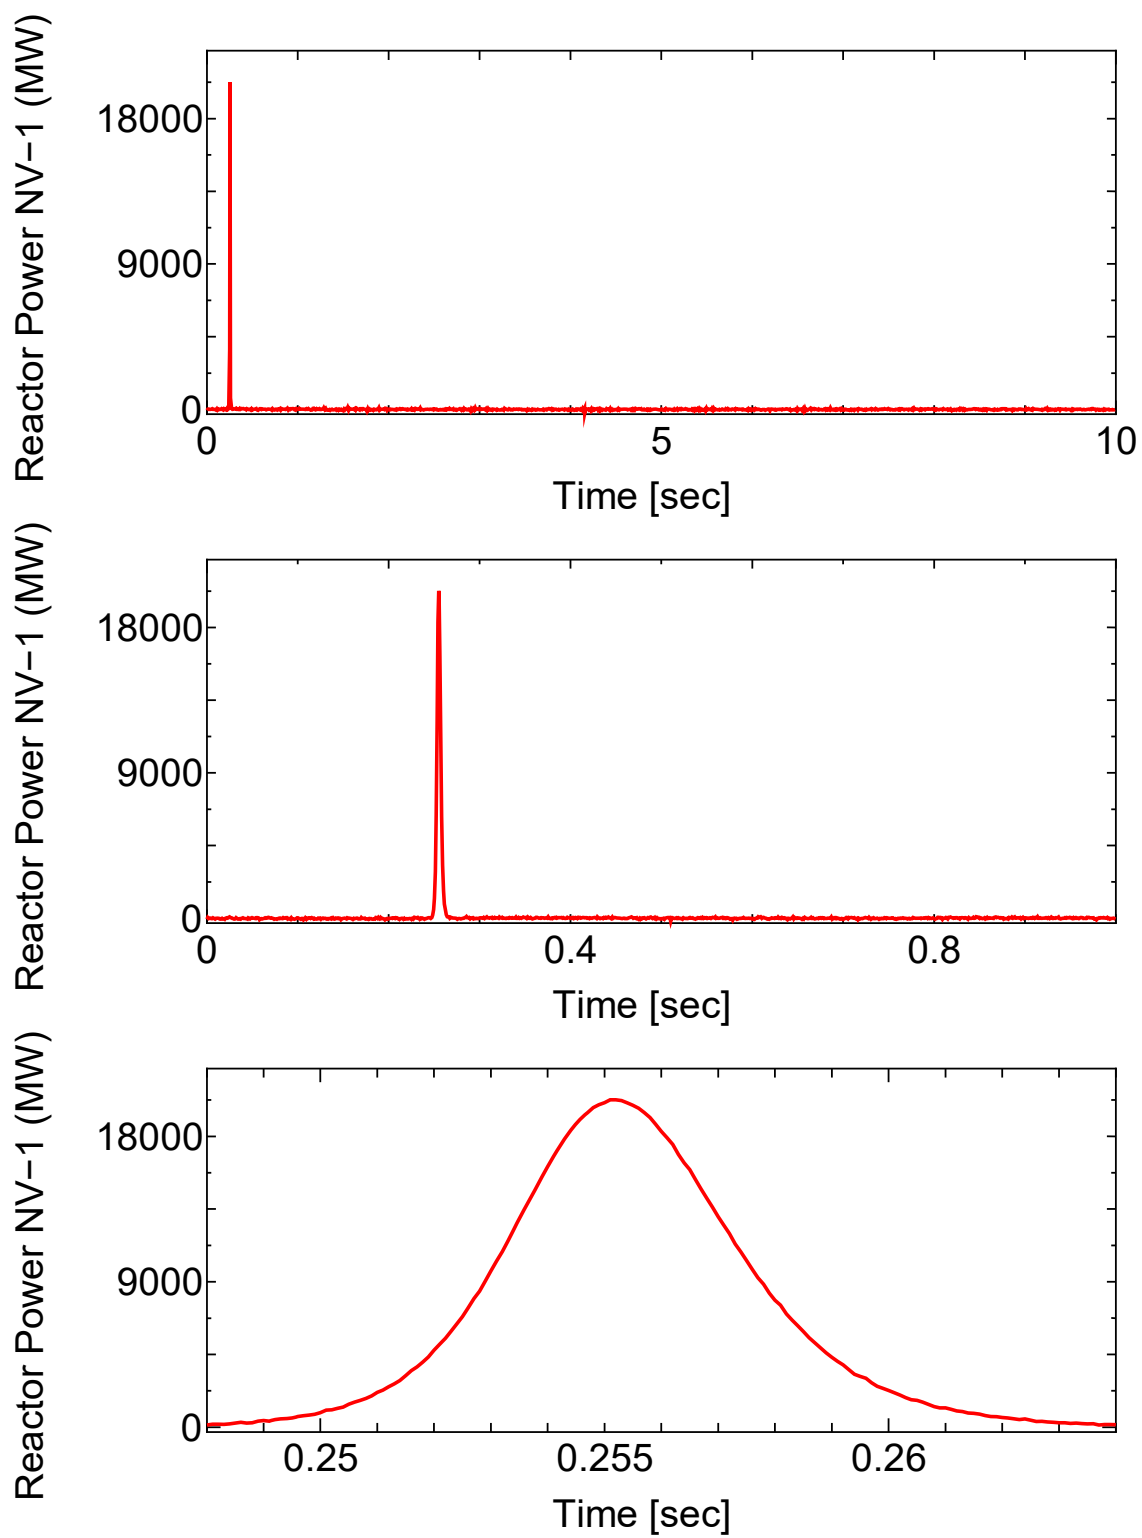 Reactor Power NV−1 (MW)
18000
9000
0
0 5 10
Time [sec]
Reactor Power NV−1 (MW)
18000
9000
0
0 0.4 0.8
Time [sec]
Reactor Power NV−1 (MW)
18000
9000
0
0.25 0.255 0.26
Time [sec]